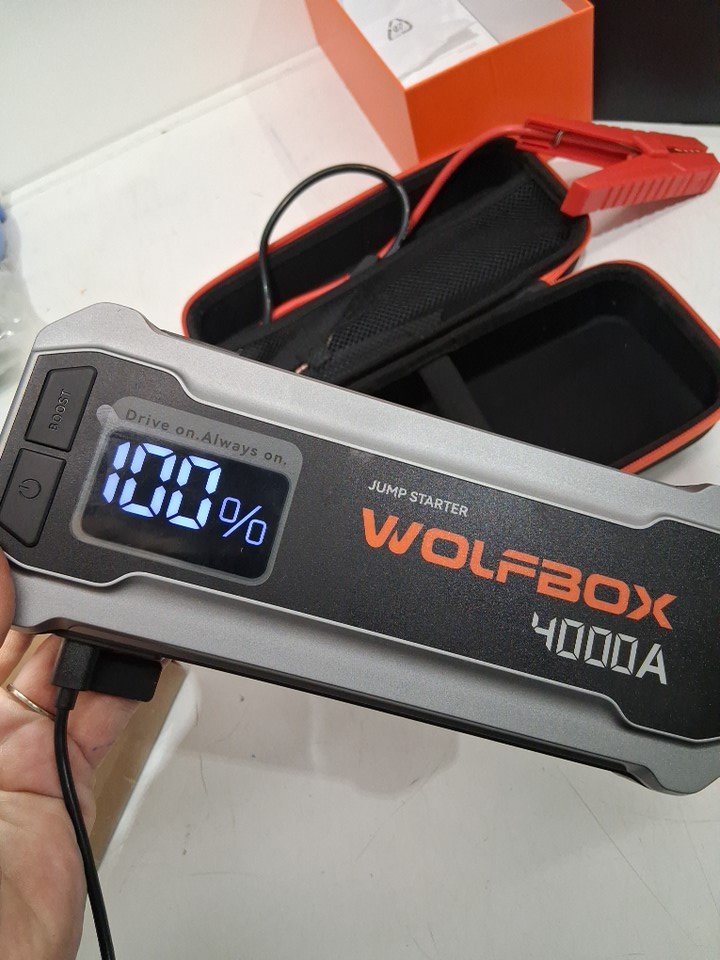 BOOST
Drive on.Always on.
100%
JUMP STARTER
WOLFBOX
4000A